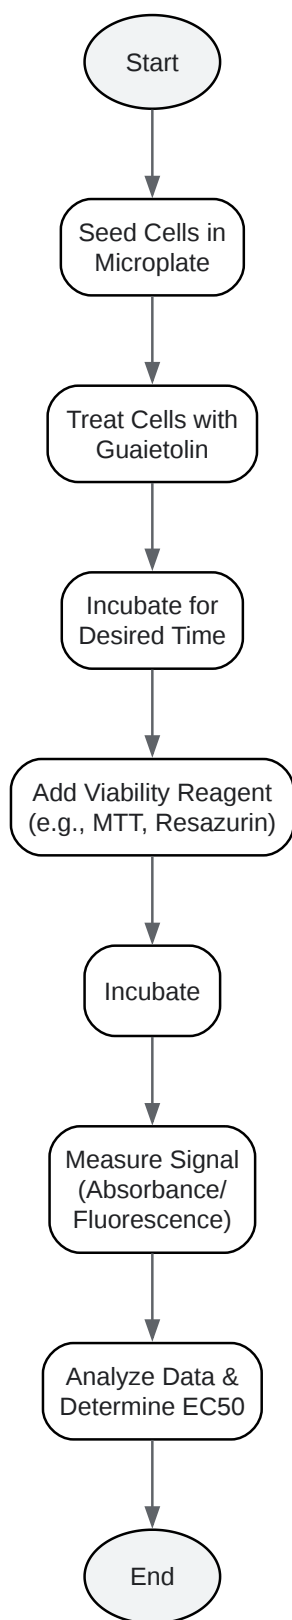 Start
Seed Cells in
Microplate
Treat Cells with
Guaietolin
Incubate for
Desired Time
Add Viability Reagent
(e.g., MTT, Resazurin)
Incubate
Measure Signal
(Absorbance/
Fluorescence)
Analyze Data &
Determine EC50
End